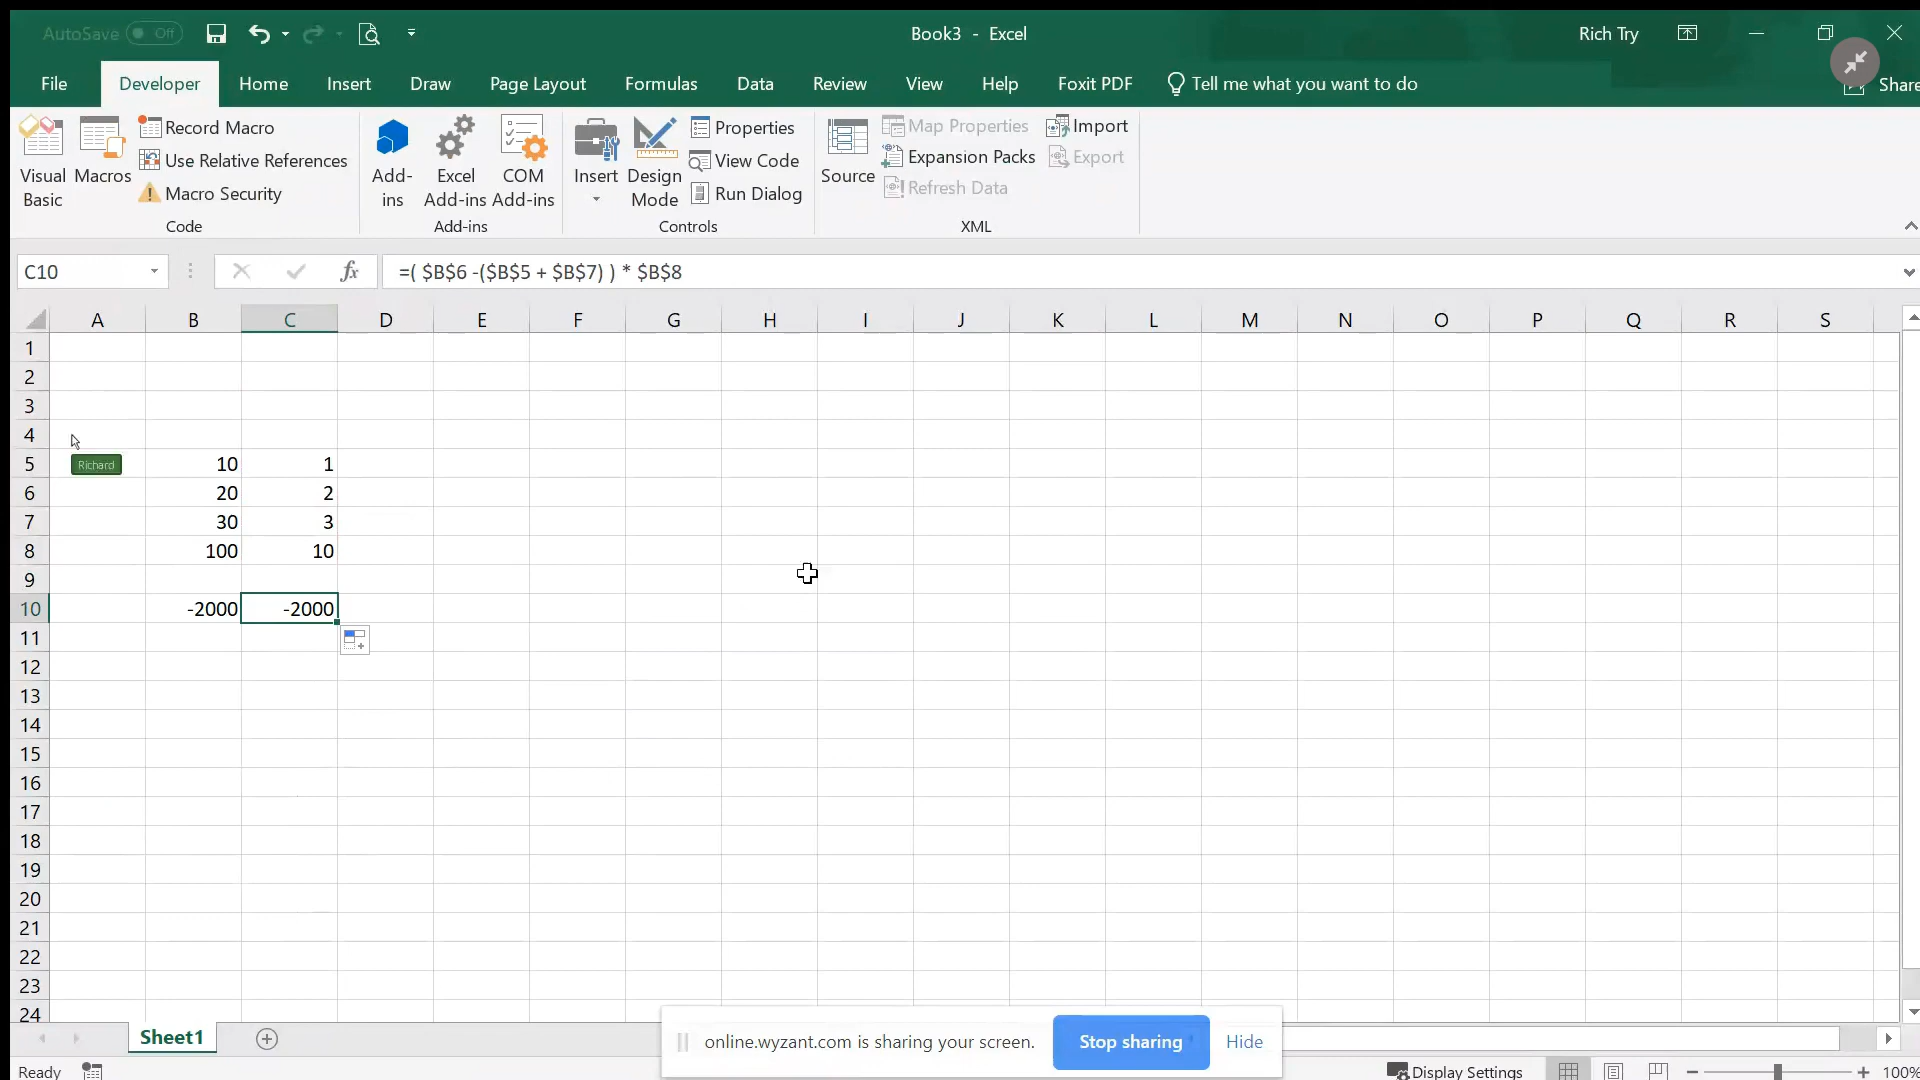 AutoSave Off
Book3 - Excel
Rich Try
File Developer Home Insert Draw Page Layout Formulas Data Review View Help Foxit PDF Tell me what you want to do Share
Visual Basic
Macros
Record Macro
Use Relative References
Macro Security
Code
Add-ins
Excel Add-ins
COM Add-ins
Add-ins
Insert
Design Mode
Properties
View Code
Run Dialog
Controls
Source
Map Properties
Expansion Packs
Refresh Data
Import
Export
XML
C10 fx =( $B$6 -($B$5 + $B$7) ) * $B$8
A B C D E F G H I J K L M N O P Q R S
1
2
3
4
5 Richard 10 1
6 20 2
7 30 3
8 100 10
9
10 -2000 -2000
11
12
13
14
15
16
17
18
19
20
21
22
23
24
Sheet1
online.wyzant.com is sharing your screen. Stop sharing Hide
Ready Display Settings 100%